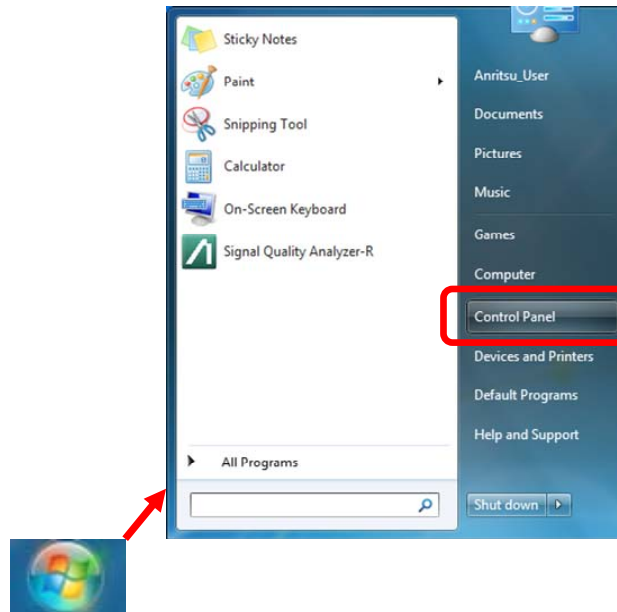 Sticky Notes
Paint
Snipping Tool
Calculator
On-Screen Keyboard
Signal Quality Analyzer-R
All Programs
Anritsu_User
Documents
Pictures
Music
Games
Computer
Control Panel
Devices and Printers
Default Programs
Help and Support
Shut down